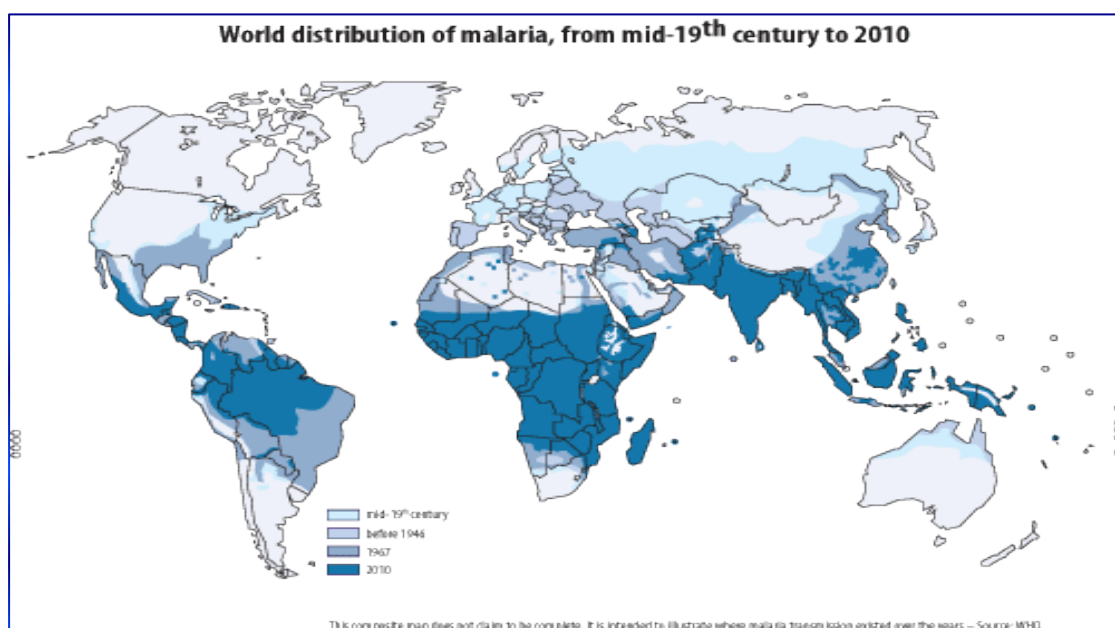 World distribution of malaria, from mid-19th century to 2010
mid-19th century
before 1946
1967
2010
This composite map does not claim to be complete. It is intended to illustrate where malaria transmission existed over the years – Source: WHO